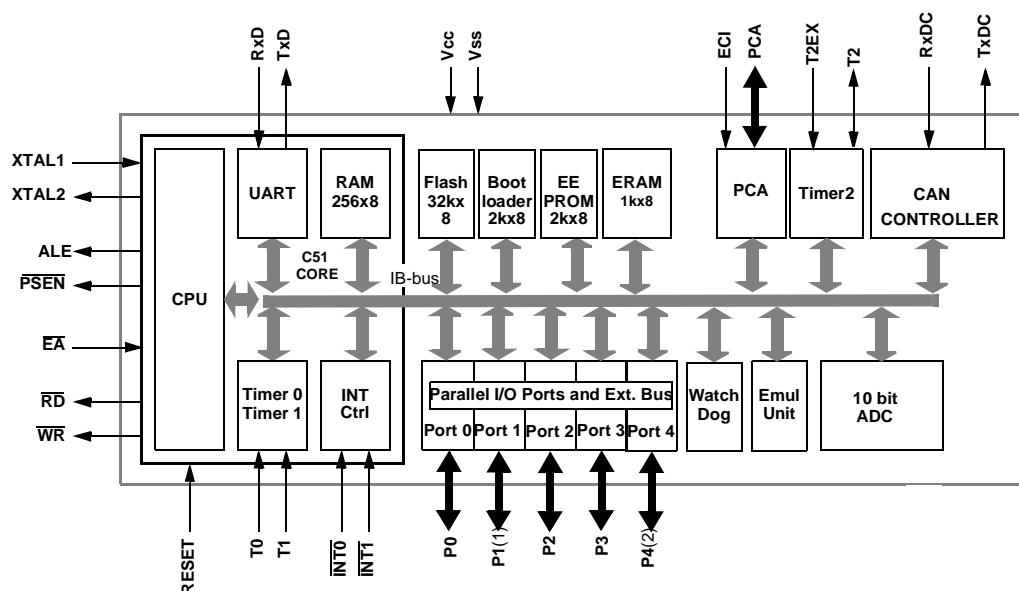 RxD
TxD
Vcc
Vss
ECI
PCA
T2EX
T2
RxDC
TxDC
XTAL1
XTAL2
ALE
PSEN
EA
RD
WR
CPU
UART
RAM
256x8
C51
CORE
IB-bus
Flash
32kx
8
Boot
loader
2kx8
EE
PROM
2kx8
ERAM
1kx8
PCA
Timer2
CAN
CONTROLLER
Timer 0
Timer 1
INT
Ctrl
Parallel I/O Ports and Ext. Bus
Port 0
Port 1
Port 2
Port 3
Port 4
Watch
Dog
Emul
Unit
10 bit
ADC
RESET
T0
T1
INT0
INT1
P0
P1(1)
P2
P3
P4(2)